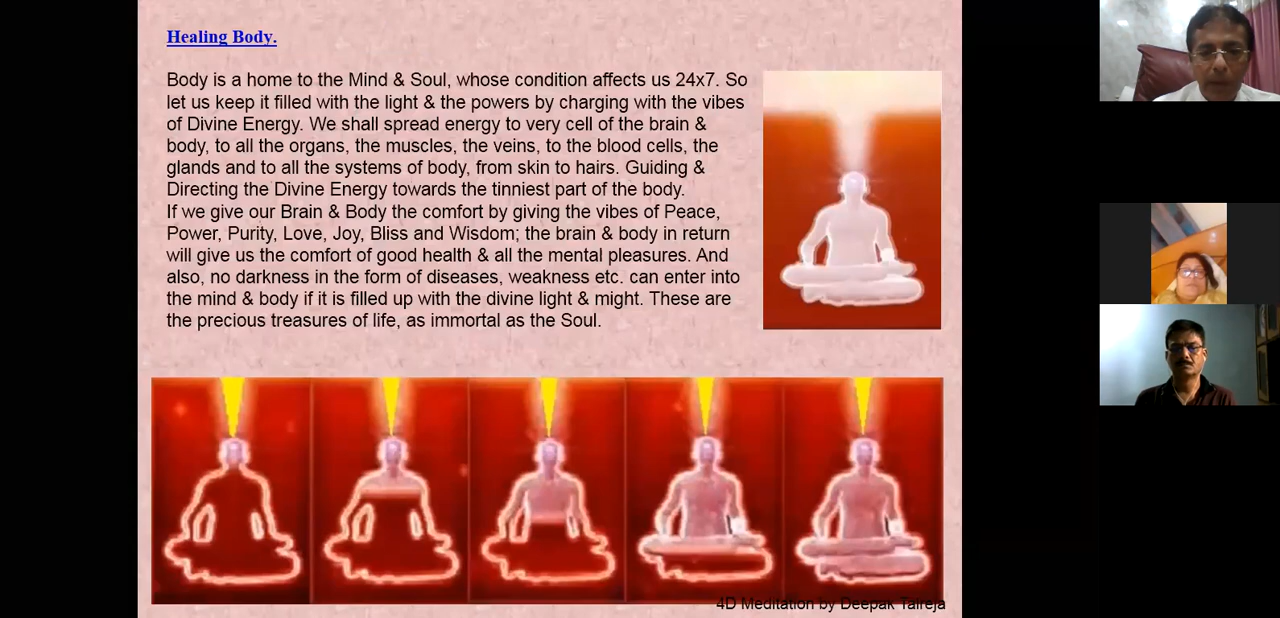 Healing Body.
Body is a home to the Mind & Soul, whose condition affects us 24x7. So
let us keep it filled with the light & the powers by charging with the vibes
of Divine Energy. We shall spread energy to very cell of the brain &
body, to all the organs, the muscles, the veins, to the blood cells, the
glands and to all the systems of body, from skin to hairs. Guiding &
Directing the Divine Energy towards the tinniest part of the body.
If we give our Brain & Body the comfort by giving the vibes of Peace,
Power, Purity, Love, Joy, Bliss and Wisdom; the brain & body in return
will give us the comfort of good health & all the mental pleasures. And
also, no darkness in the form of diseases, weakness etc. can enter into
the mind & body if it is filled up with the divine light & might. These are
the precious treasures of life, as immortal as the Soul.
4D Meditation by Deepak Talreja